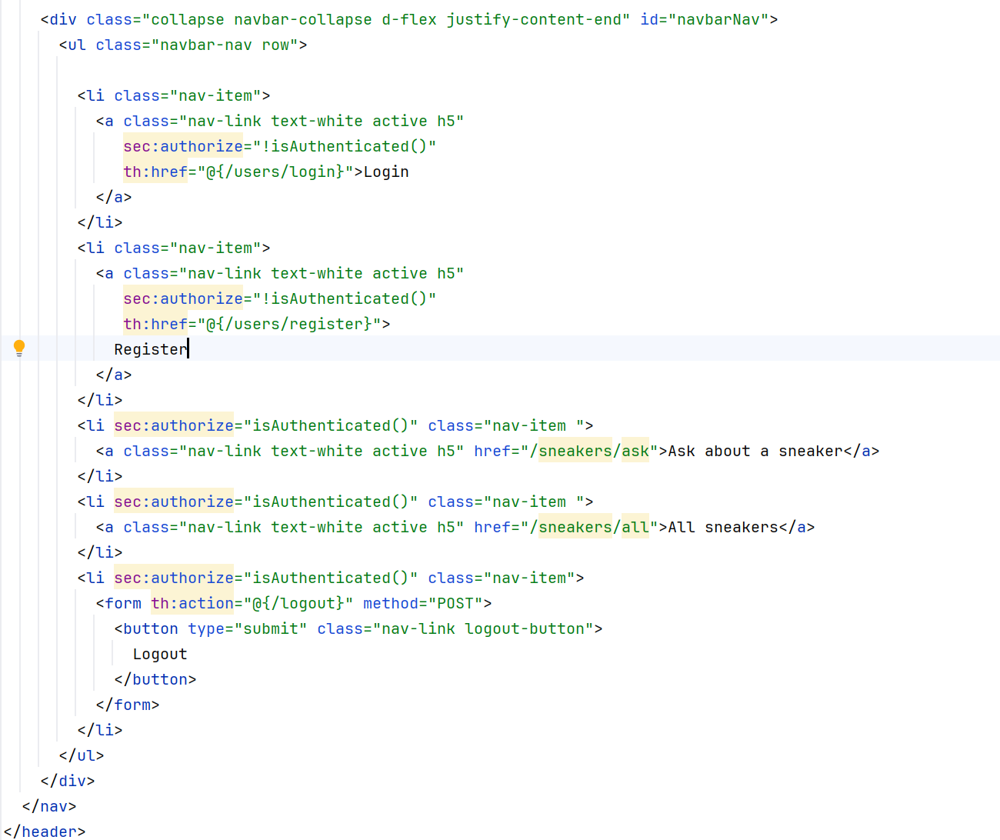 <div class="collapse navbar-collapse d-flex justify-content-end" id="navbarNav">
<ul class="navbar-nav row">
<li class="nav-item">
<a class="nav-link text-white active h5"
sec:authorize="!isAuthenticated()"
th:href="@{/users/login}">Login
</a>
</li>
<li class="nav-item">
<a class="nav-link text-white active h5"
sec:authorize="!isAuthenticated()"
th:href="@{/users/register}">
Register
</a>
</li>
<li sec:authorize="isAuthenticated()" class="nav-item ">
<a class="nav-link text-white active h5" href="/sneakers/ask">Ask about a sneaker</a>
</li>
<li sec:authorize="isAuthenticated()" class="nav-item ">
<a class="nav-link text-white active h5" href="/sneakers/all">All sneakers</a>
</li>
<li sec:authorize="isAuthenticated()" class="nav-item">
<form th:action="@{/logout}" method="POST">
<button type="submit" class="nav-link logout-button">
Logout
</button>
</form>
</li>
</ul>
</div>
</nav>
</header>